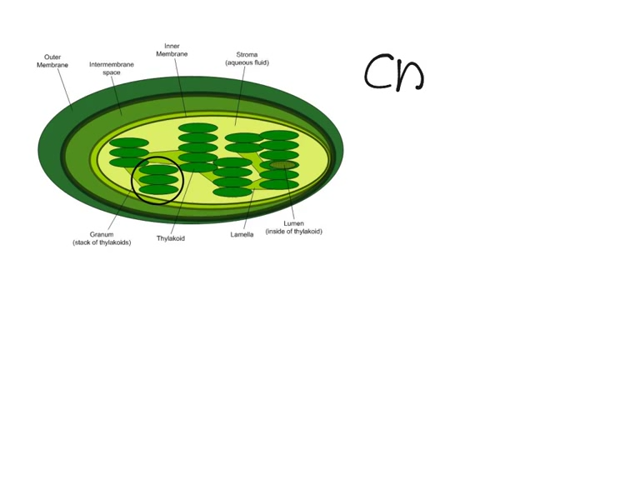 Inner
Membrane
Outer
Membrane
Intermembrane
space
Stroma
(aqueous fluid)
Ch
Granum
(stack of thylakoids)
Thylakoid
Lamella
Lumen
(inside of thylakoid)